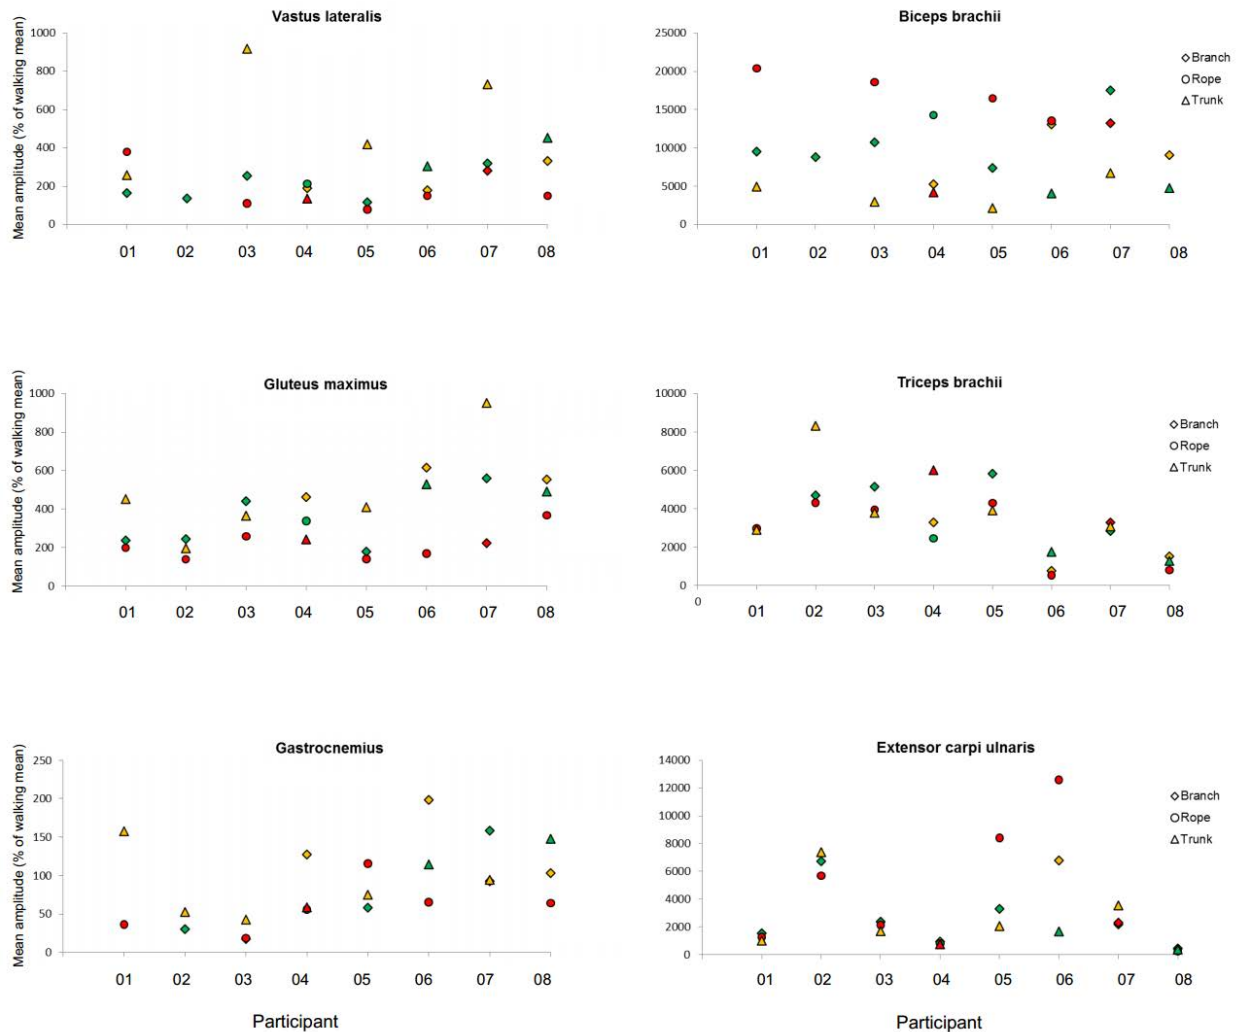 Vastus lateralis
Mean amplitude (% of walking mean)
1000
800
600
400
200
0
01 02 03 04 05 06 07 08
Biceps brachii
25000
20000
15000
10000
5000
0
01 02 03 04 05 06 07 08
Branch
Rope
Trunk
Gluteus maximus
Mean amplitude (% of walking mean)
1000
800
600
400
200
0
01 02 03 04 05 06 07 08
Triceps brachii
10000
8000
6000
4000
2000
0
0
01 02 03 04 05 06 07 08
Branch
Rope
Trunk
Gastrocnemius
Mean amplitude (% of walking mean)
250
200
150
100
50
0
01 02 03 04 05 06 07 08
Participant
Extensor carpi ulnaris
14000
12000
10000
8000
6000
4000
2000
0
01 02 03 04 05 06 07 08
Branch
Rope
Trunk
Participant